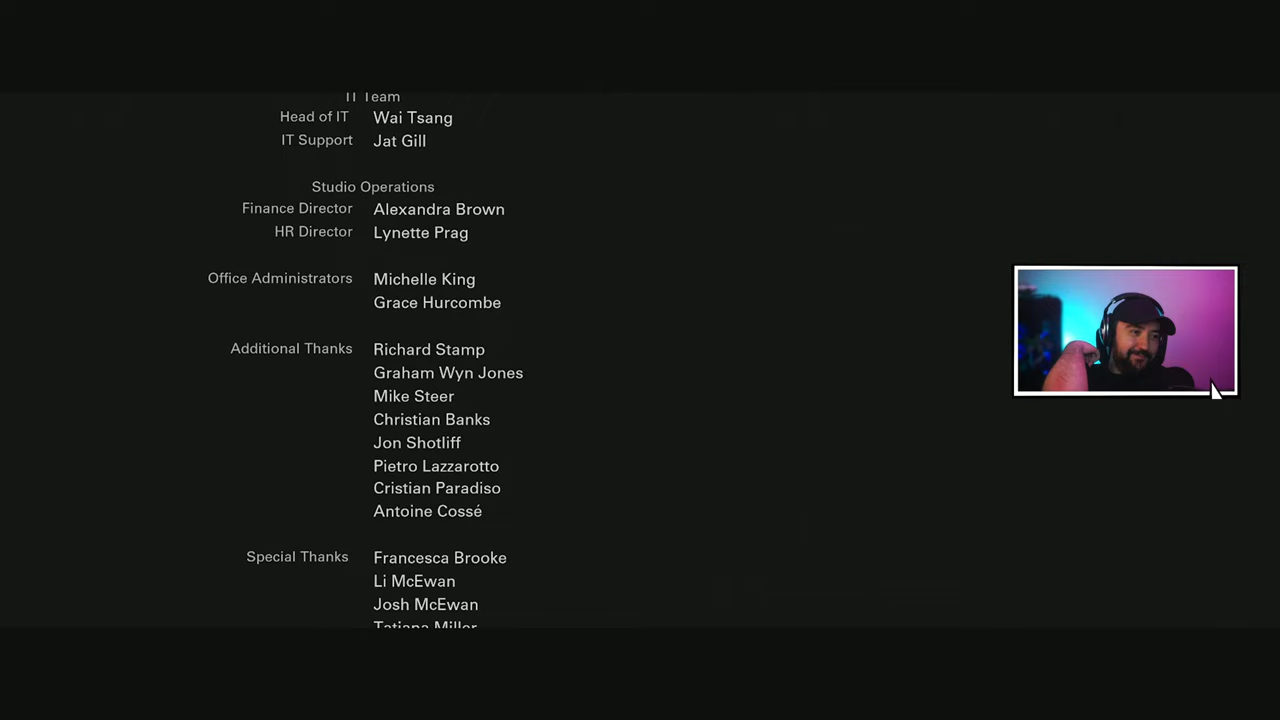 IT Team
Head of IT Wai Tsang
IT Support Jat Gill
Studio Operations
Finance Director Alexandra Brown
HR Director Lynette Prag
Office Administrators Michelle King
Grace Hurcombe
Additional Thanks Richard Stamp
Graham Wyn Jones
Mike Steer
Christian Banks
Jon Shotliff
Pietro Lazzarotto
Cristian Paradiso
Antoine Cossé
Special Thanks Francesca Brooke
Li McEwan
Josh McEwan
Tatiana Miller